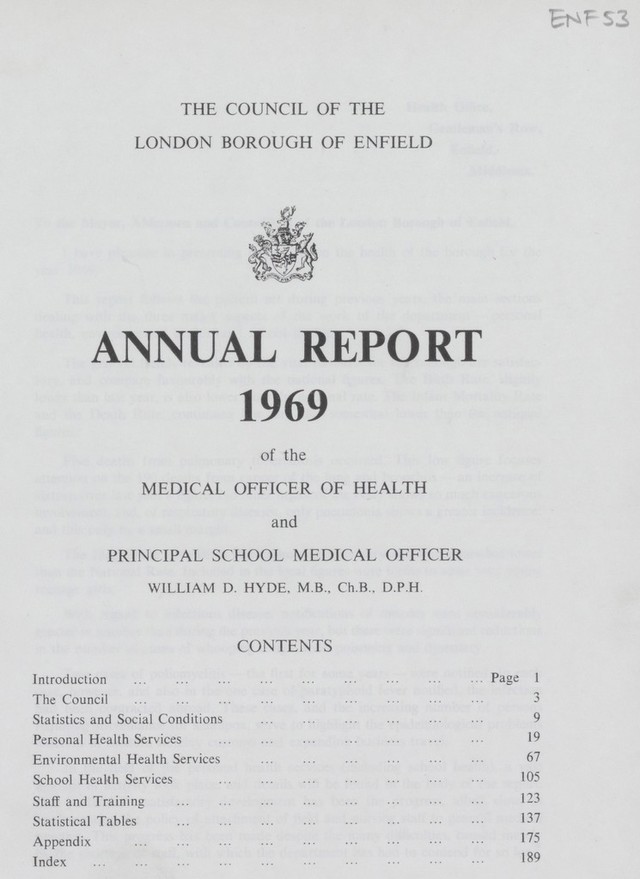 ENF 53
THE COUNCIL OF THE
LONDON BOROUGH OF ENFIELD
ANNUAL REPORT
1969
of the
MEDICAL OFFICER OF HEALTH
and
PRINCIPAL SCHOOL MEDICAL OFFICER
WILLIAM D. HYDE, M.B., Ch.B., D.P.H.
CONTENTS
Introduction ... ... ... ... ... ... ... ... ... Page 1
The Council ... ... ... ... ... ... ... ... ... 3
Statistics and Social Conditions ... ... ... ... ... ... 9
Personal Health Services ... ... ... ... ... ... ... 19
Environmental Health Services ... ... ... ... ... ... 67
School Health Services ... ... ... ... ... ... ... 105
Staff and Training ... ... ... ... ... ... ... ... 123
Statistical Tables ... ... ... ... ... ... ... ... 137
Appendix ... ... ... ... ... ... ... ... ... 175
Index ... ... ... ... ... ... ... ... ... ... 189